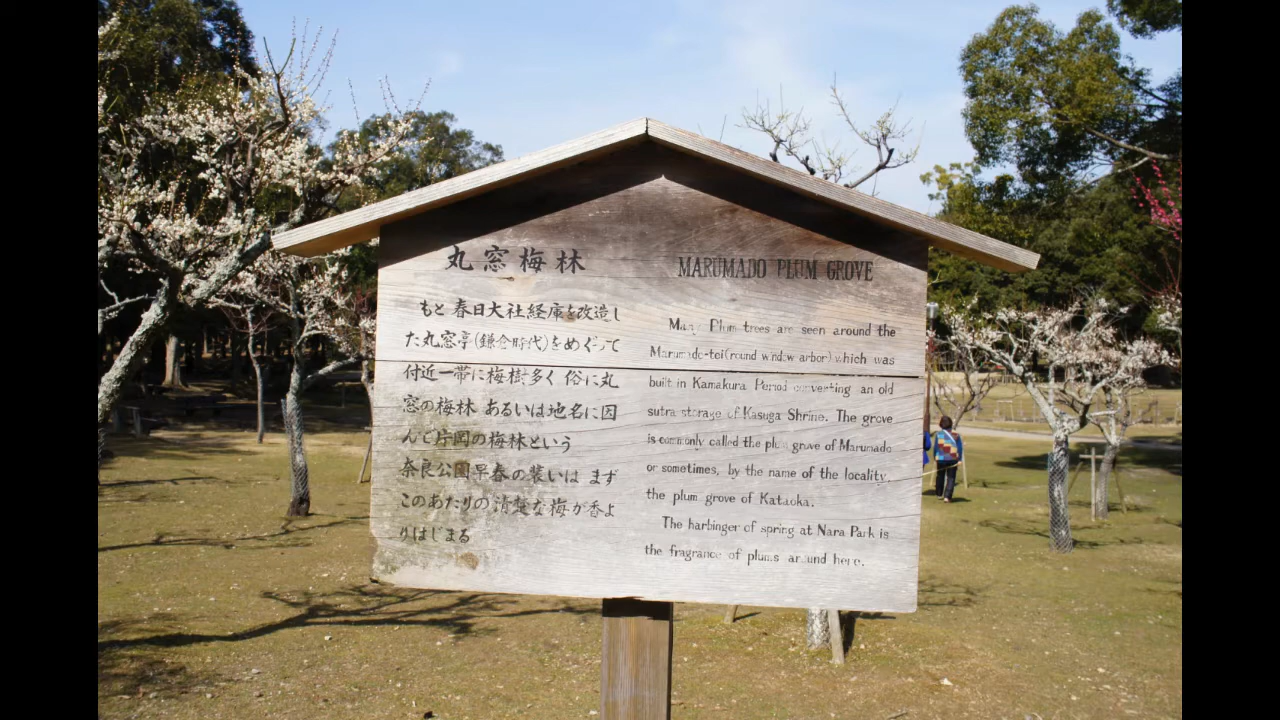 丸窓梅林
もと 春日大社経庫を改造し
た丸窓亭(鎌倉時代)をめぐって
付近一帯に梅樹多く 俗に丸
窓の梅林 あるいは地名に因
んで片岡の梅林という
奈良公園早春の装いは まず
このあたりの清楚な梅が香よ
りはじまる
MARUMADO PLUM GROVE
Many Plum trees are seen around the
Marumado-tei(round window arbor) which was
built in Kamakura Period converting an old
sutra storage of Kasuga Shrine. The grove
is commonly called the plum grove of Marumado
or sometimes, by the name of the locality,
the plum grove of Kataoka.
The harbinger of spring at Nara Park is
the fragrance of plums around here.